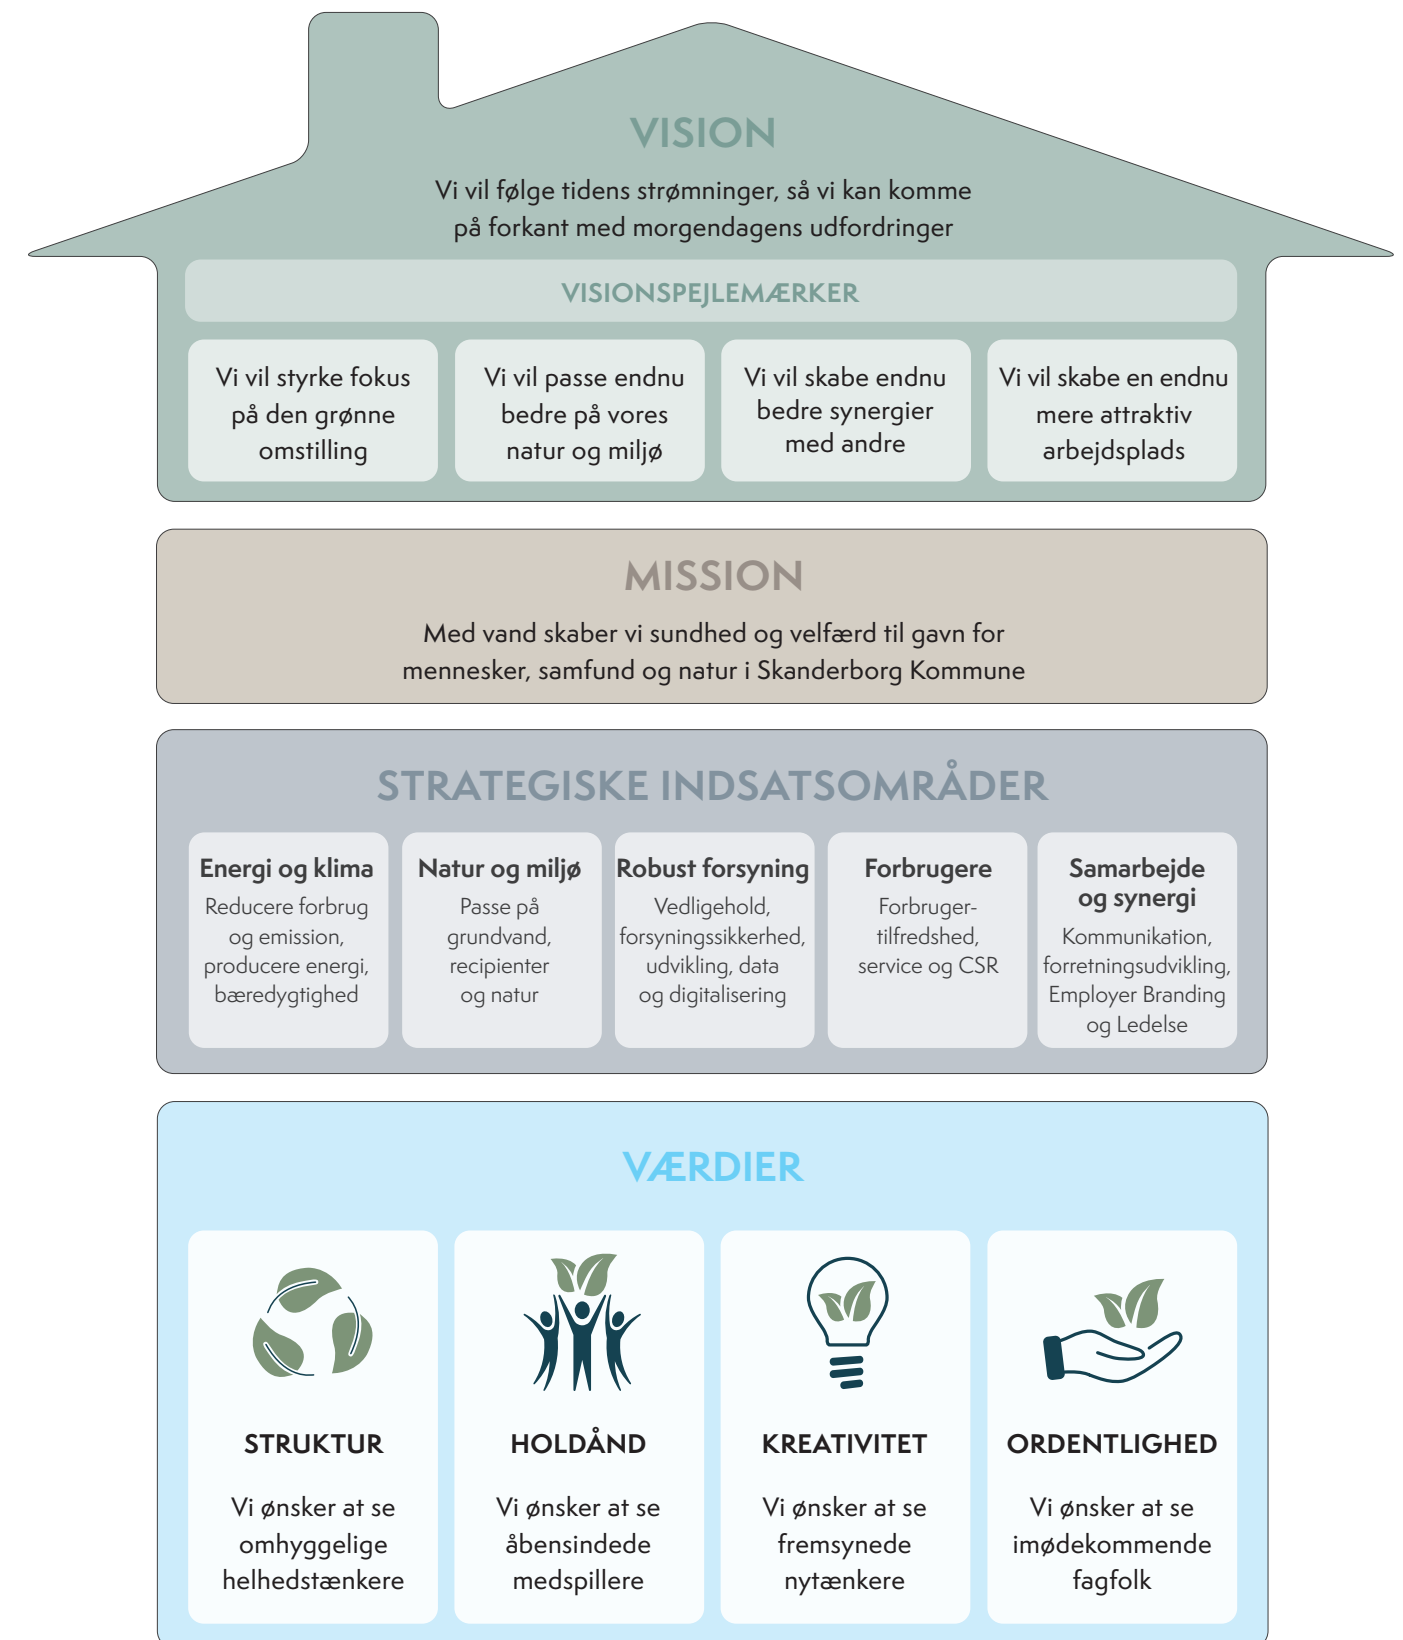 VISION
Vi vil følge tidens strømninger, så vi kan komme
på forkant med morgendagens udfordringer
VISIONSPEJLEMÆRKER
Vi vil styrke fokus
på den grønne
omstilling
Vi vil passe endnu
bedre på vores
natur og miljø
Vi vil skabe endnu
bedre synergier
med andre
Vi vil skabe en endnu
mere attraktiv
arbejdsplads
MISSION
Med vand skaber vi sundhed og velfærd til gavn for
mennesker, samfund og natur i Skanderborg Kommune
STRATEGISKE INDSATSOMRÅDER
Energi og klima
Reducere forbrug
og emission,
producere energi,
bæredygtighed
Natur og miljø
Passe på
grundvand,
recipienter
og natur
Robust forsyning
Vedligehold,
forsyningssikkerhed,
udvikling, data
og digitalisering
Forbrugere
Forbruger-
tilfredshed,
service og CSR
Samarbejde
og synergi
Kommunikation,
forretningsudvikling,
Employer Branding
og Ledelse
VÆRDIER
STRUKTUR
Vi ønsker at se
omhyggelige
helhedstænkere
HOLDÅND
Vi ønsker at se
åbensindede
medspillere
KREATIVITET
Vi ønsker at se
fremsynede
nytænkere
ORDENTLIGHED
Vi ønsker at se
imødekommende
fagfolk